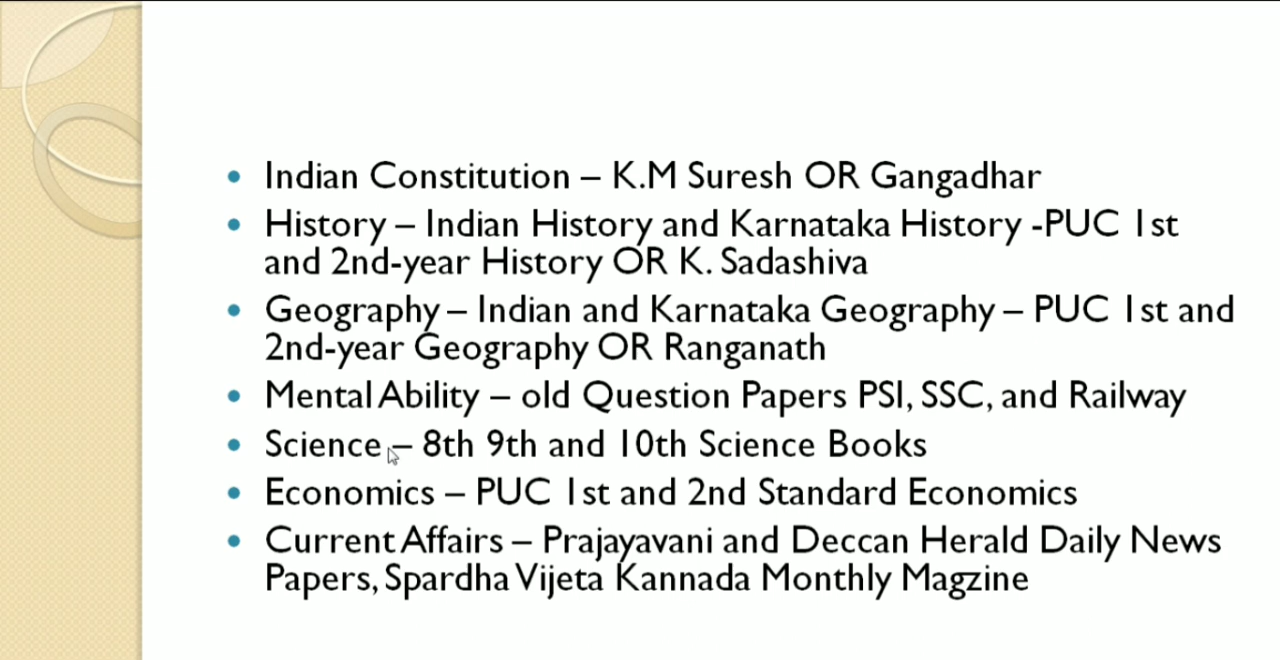 • Indian Constitution – K.M Suresh OR Gangadhar
• History – Indian History and Karnataka History -PUC 1st
and 2nd-year History OR K. Sadashiva
• Geography – Indian and Karnataka Geography – PUC 1st and
2nd-year Geography OR Ranganath
• Mental Ability – old Question Papers PSI, SSC, and Railway
• Science – 8th 9th and 10th Science Books
• Economics – PUC 1st and 2nd Standard Economics
• Current Affairs – Prajayavani and Deccan Herald Daily News
Papers, Spardha Vijeta Kannada Monthly Magzine